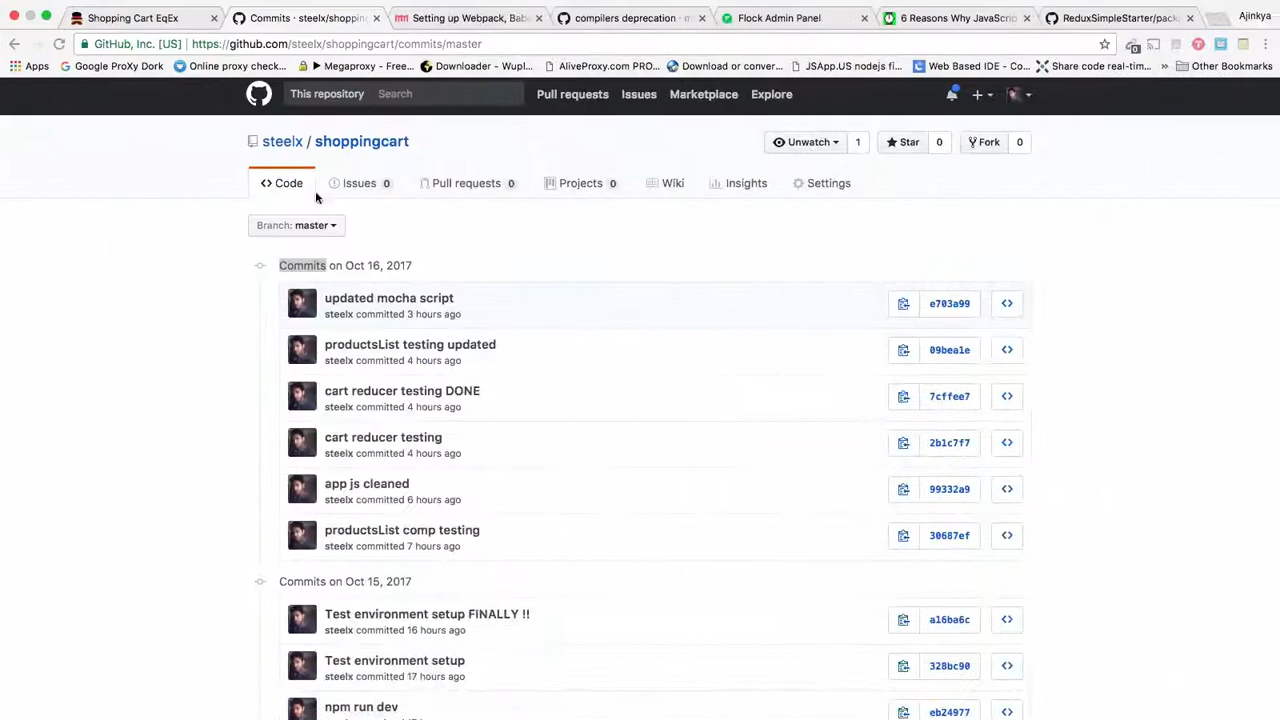 Shopping Cart EqEx
Commits · steelx/shoppin
Setting up Webpack, Babe
compilers deprecation · m
Flock Admin Panel
6 Reasons Why JavaScri
ReduxSimpleStarter/pack
Ajinkya
GitHub, Inc. [US] https://github.com/steelx/shoppingcart/commits/master
Apps
Google ProXy Dork
Online proxy check...
Megaproxy - Free...
Downloader - Wupl...
AliveProxy.com PRO...
Download or conver...
JSApp.US nodejs fi...
Web Based IDE - Co...
Share code real-tim...
»
Other Bookmarks
This repository Search
Pull requests Issues Marketplace Explore
steelx / shoppingcart
Unwatch 1
Star 0
Fork 0
Code
Issues 0
Pull requests 0
Projects 0
Wiki
Insights
Settings
Branch: master
Commits on Oct 16, 2017
updated mocha script
steelx committed 3 hours ago
e703a99
productsList testing updated
steelx committed 4 hours ago
09bea1e
cart reducer testing DONE
steelx committed 4 hours ago
7cffee7
cart reducer testing
steelx committed 4 hours ago
2b1c7f7
app js cleaned
steelx committed 6 hours ago
99332a9
productsList comp testing
steelx committed 7 hours ago
30687ef
Commits on Oct 15, 2017
Test environment setup FINALLY !!
steelx committed 16 hours ago
a16ba6c
Test environment setup
steelx committed 17 hours ago
328bc90
npm run dev
eb24977